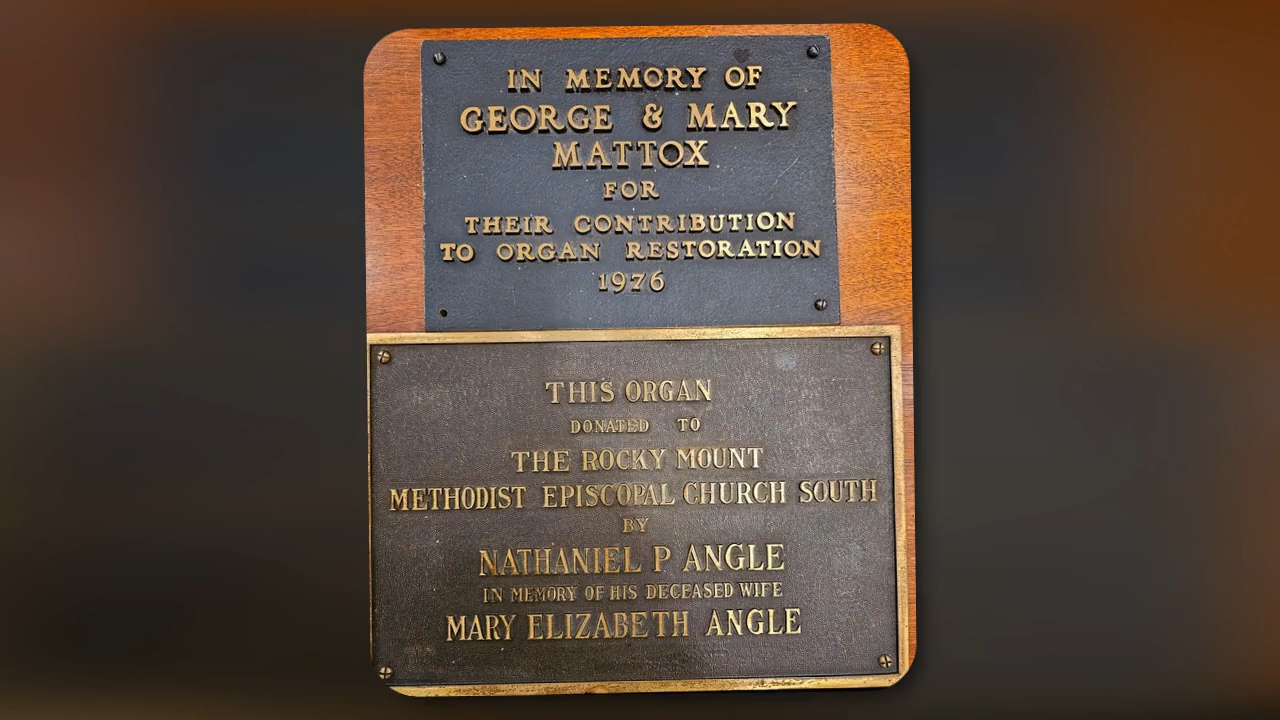 IN MEMORY OF
GEORGE & MARY
MATTOX
FOR
THEIR CONTRIBUTION
TO ORGAN RESTORATION
1976
THIS ORGAN
DONATED TO
THE ROCKY MOUNT
METHODIST EPISCOPAL CHURCH SOUTH
BY
NATHANIEL P ANGLE
IN MEMORY OF HIS DECEASED WIFE
MARY ELIZABETH ANGLE